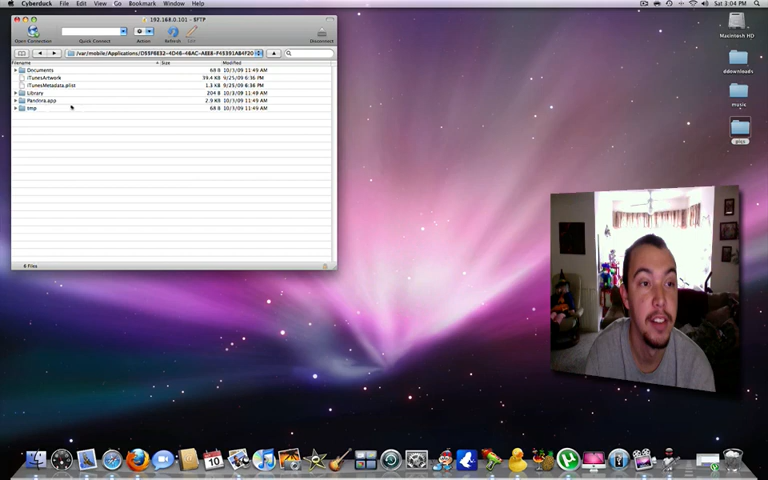 Cyberduck File Edit View Go Bookmark Window Help
Sat 3:04 PM
192.168.0.101 - SFTP
Open Connection Quick Connect Action Refresh Edit Disconnect
Filename Size Modified
Documents 68 B 10/3/09 11:49 AM
iTunesArtwork 39.4 KB 9/25/09 6:36 PM
iTunesMetadata.plist 1.3 KB 9/25/09 6:36 PM
Library 204 B 10/3/09 11:49 AM
Pandora.app 2.9 KB 10/3/09 11:49 AM
tmp 68 B 10/3/09 11:49 AM
6 Files
Macintosh HD
ddownloads
music
pics
10